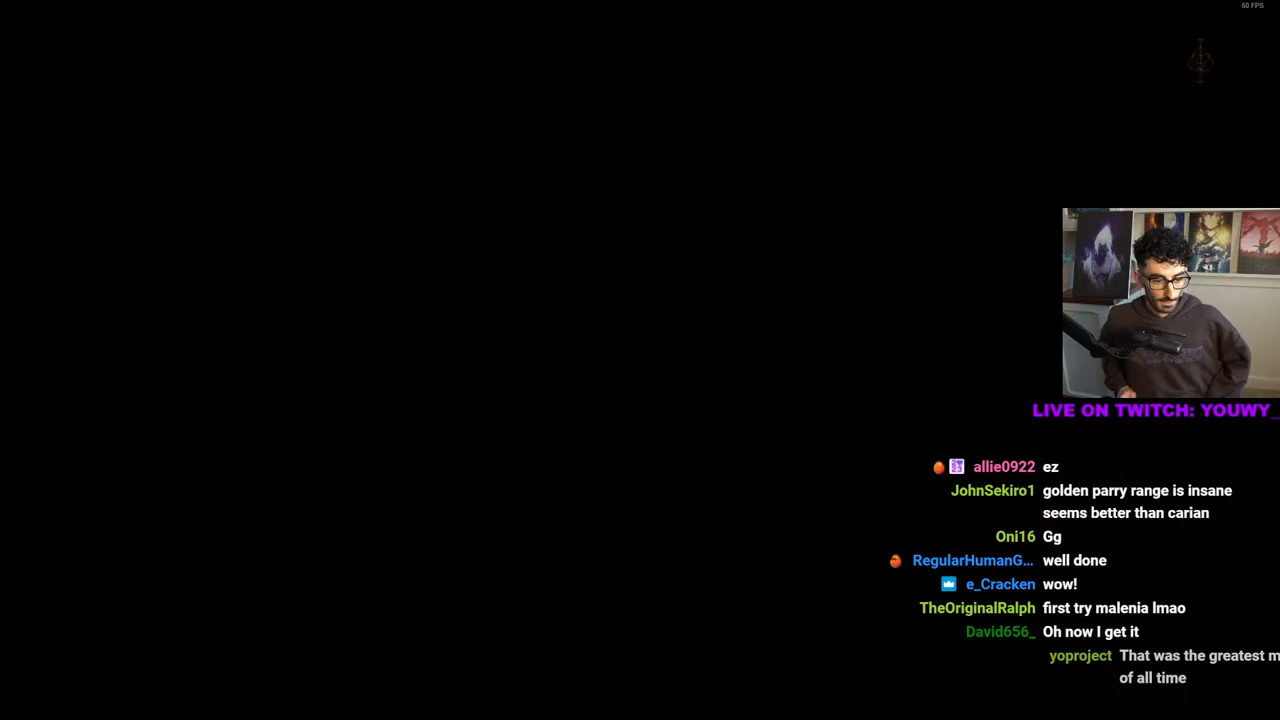 60 FPS
LIVE ON TWITCH: YOUWY_
allie0922 ez
JohnSekiro1 golden parry range is insane
seems better than carian
Oni16 Gg
RegularHumanG... well done
e_Cracken wow!
TheOriginalRalph first try malenia lmao
David656_ Oh now I get it
yoproject That was the greatest m
of all time